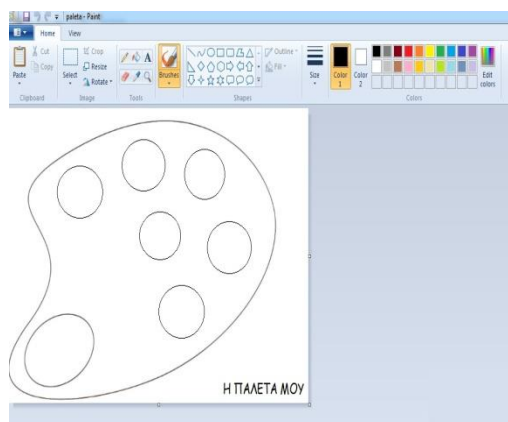 paleta - Paint
Home View
Paste
Cut
Copy
Clipboard
Select
Crop
Resize
Rotate
Image
A
Tools
Brushes
Shapes
Outline
Fill
Size
Color 1
Color 2
Edit colors
Colors
Η ΠΑΛΕΤΑ ΜΟΥ